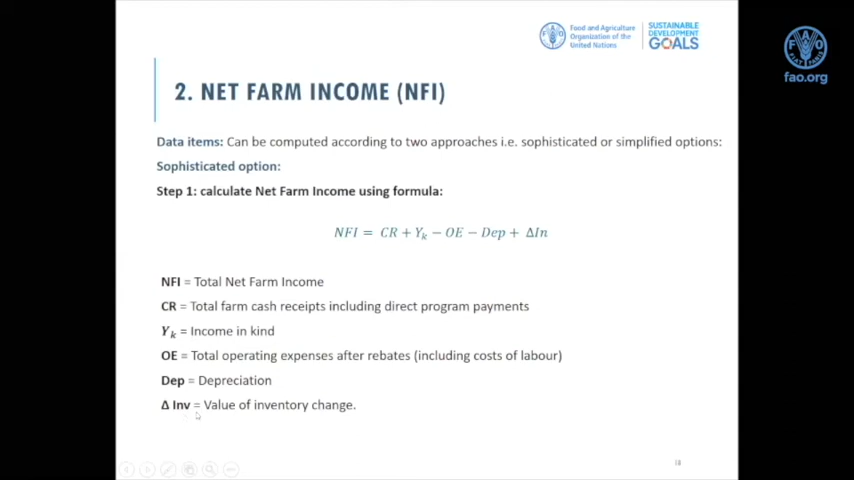 Food and Agriculture
Organization of the
United Nations
SUSTAINABLE
DEVELOPMENT
GOALS
fao.org
2. NET FARM INCOME (NFI)
Data items: Can be computed according to two approaches i.e. sophisticated or simplified options:
Sophisticated option:
Step 1: calculate Net Farm Income using formula:
NFI = CR + Yₖ − OE − Dep + ΔIn
NFI = Total Net Farm Income
CR = Total farm cash receipts including direct program payments
Yₖ = Income in kind
OE = Total operating expenses after rebates (including costs of labour)
Dep = Depreciation
Δ Inv = Value of inventory change.
18